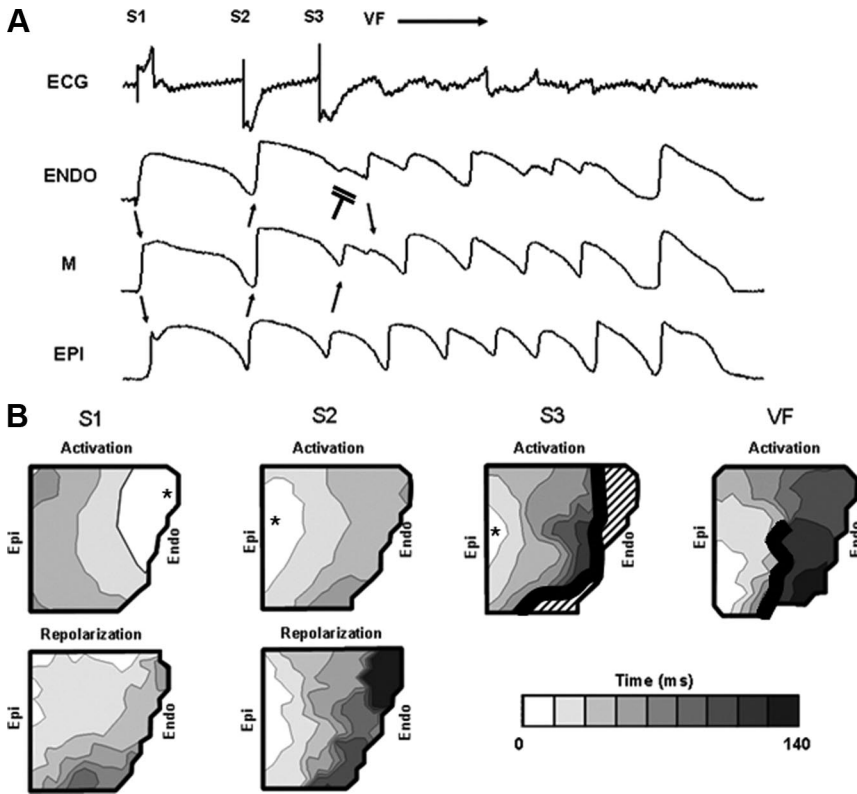 A
S1 S2 S3 VF
ECG
ENDO
M
EPI
B
S1 S2 S3 VF
Activation Activation Activation Activation
* * *
Epi Endo Epi Endo Epi Endo Epi Endo
Repolarization Repolarization
Epi Endo Epi Endo
Time (ms)
0 140